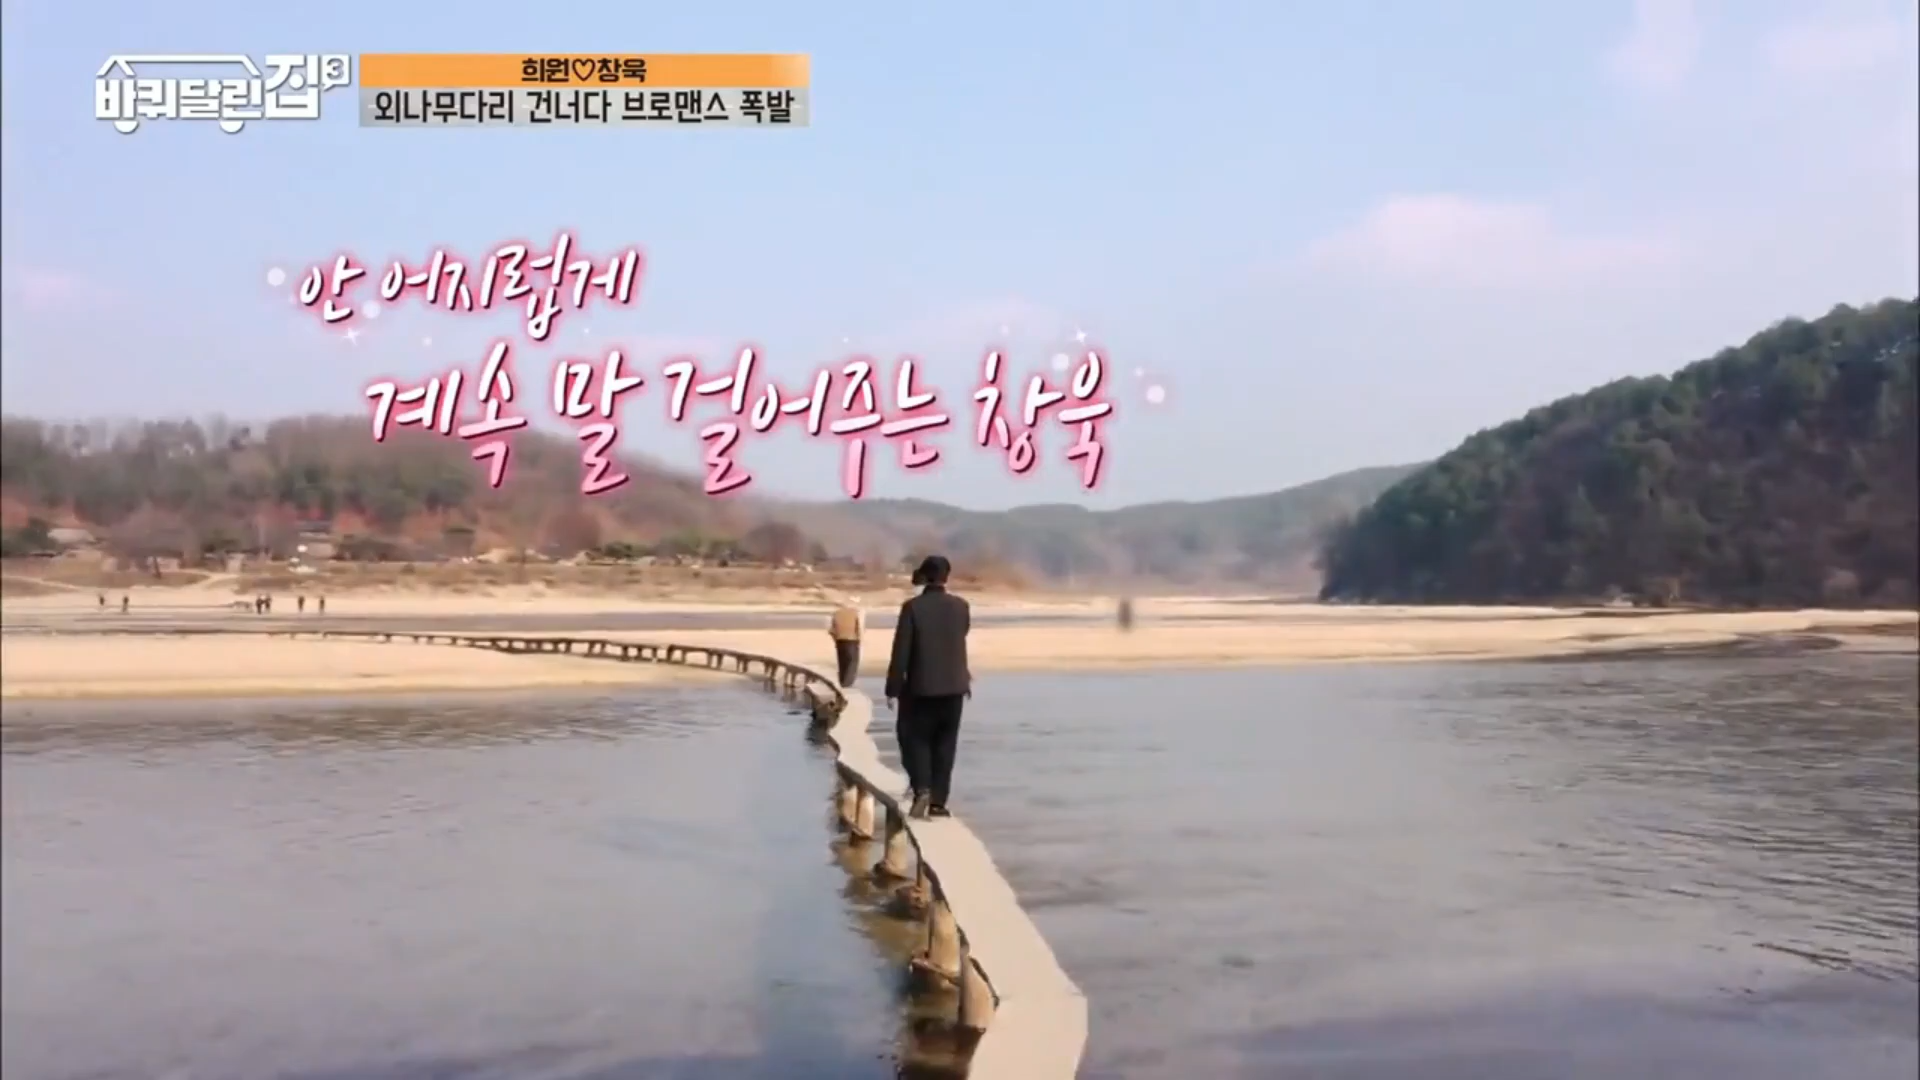 바퀴달린집3
희원♡창욱
외나무다리 건너다 브로맨스 폭발
안 어지럽게
계속 말 걸어주는 창욱